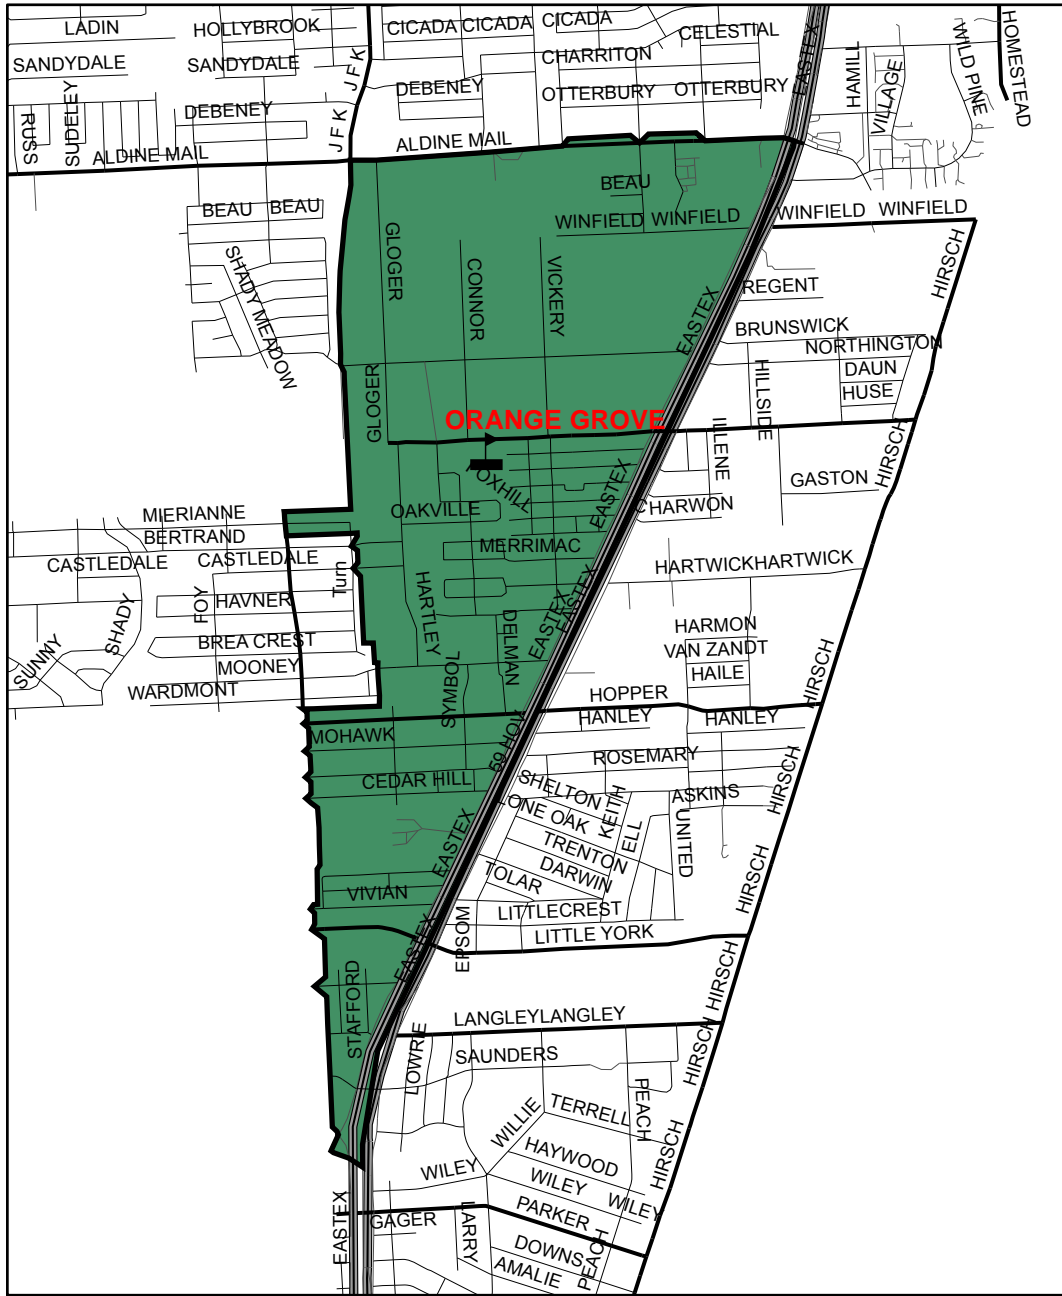 LADIN
HOLLYBROOK
CICADA CICADA
CICADA
CELESTIAL
SANDYDALE
SANDYDALE
JFK
CHARRITON
EASTEX
HAMILL
VILLAGE
WILD PINE
HOMESTEAD
DEBENEY
DEBENEY
OTTERBURY
OTTERBURY
RUSS
SUDELEY
JFK
ALDINE MAIL
ALDINE MAIL
BEAU
BEAU
BEAU
WINFIELD
WINFIELD
WINFIELD
WINFIELD
GLOGER
CONNOR
VICKERY
SHADY MEADOW
HIRSCH
REGENT
EASTEX
BRUNSWICK
NORTHINGTON
DAUN
HUSE
HILLSIDE
GLOGER
ORANGE GROVE
ILENE
HIRSCH
GASTON
FOXHILL
EASTEX
OAKVILLE
CHARWON
MIERIANNE
BERTRAND
MERRIMAC
CASTLEDALE
CASTLEDALE
Turn
HARTWICK
HARTWICK
EASTEX
EASTEX
HAVNER
FOY
SHADY
HARTLEY
DELMAN
BREA CREST
HARMON
VAN ZANDT
HAILE
SUNNY
MOONEY
WARDMONT
SYMBOL
HIRSCH
HOPPER
HANLEY
HANLEY
MOHAWK
59 HOV
ROSEMARY
CEDAR HILL
SHELTON
ASKINS
HIRSCH
LONE OAK
KEITH
ELL
UNITED
EASTEX
TRENTON
DARWIN
TOLAR
VIVIAN
HIRSCH
LITTLECREST
LITTLE YORK
EPSOM
EASTEX
STAFFORD
HIRSCH
LANGLEY
LANGLEY
LOWRIE
SAUNDERS
HIRSCH
PEACH
TERRELL
WILLIE
HAYWOOD
HIRSCH
WILEY
WILEY
WILEY
PARKER
EASTEX
GAGER
LARRY
DOWNS
AMALIE
PEACH